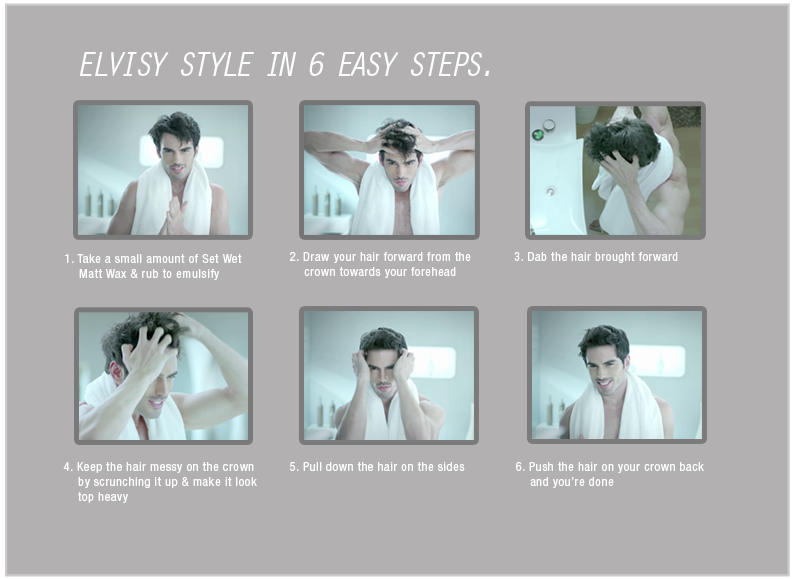 ELVISY STYLE IN 6 EASY STEPS.
1. Take a small amount of Set Wet
Matt Wax & rub to emulsify
2. Draw your hair forward from the
crown towards your forehead
3. Dab the hair brought forward
4. Keep the hair messy on the crown
by scrunching it up & make it look
top heavy
5. Pull down the hair on the sides
6. Push the hair on your crown back
and you're done